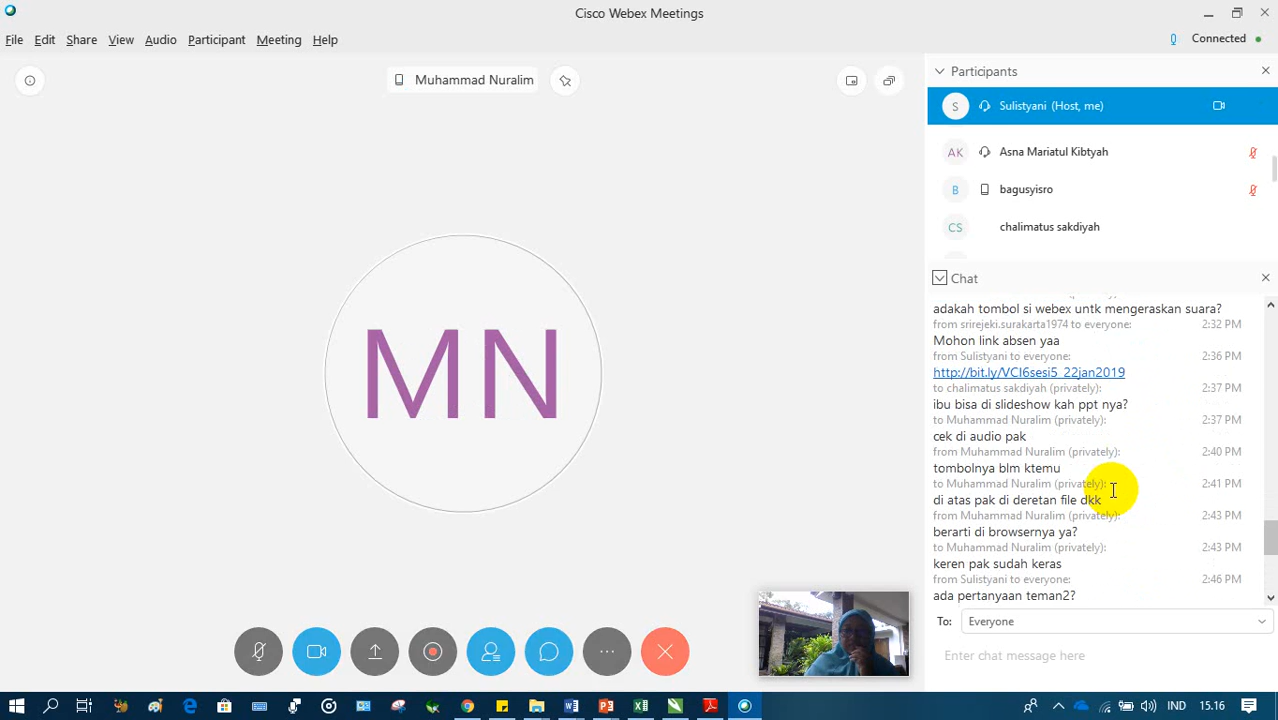 Cisco Webex Meetings
File Edit Share View Audio Participant Meeting Help
Connected
Muhammad Nuralim
Participants
S Sulistyani (Host, me)
AK Asna Mariatul Kibtyah
B bagusyisro
CS chalimatus sakdiyah
MN
Chat
adakah tombol si webex untk mengeraskan suara?
from srirejeki.surakarta1974 to everyone: 2:32 PM
Mohon link absen yaa
from Sulistyani to everyone: 2:36 PM
http://bit.ly/VCI6sesi5_22jan2019
to chalimatus sakdiyah (privately): 2:37 PM
ibu bisa di slideshow kah ppt nya?
to Muhammad Nuralim (privately): 2:37 PM
cek di audio pak
from Muhammad Nuralim (privately): 2:40 PM
tombolnya blm ktemu
to Muhammad Nuralim (privately): 2:41 PM
di atas pak di deretan file dkk
from Muhammad Nuralim (privately): 2:43 PM
berarti di browsernya ya?
to Muhammad Nuralim (privately): 2:43 PM
keren pak sudah keras
from Sulistyani to everyone: 2:46 PM
ada pertanyaan teman2?
To: Everyone
Enter chat message here
IND 15.16